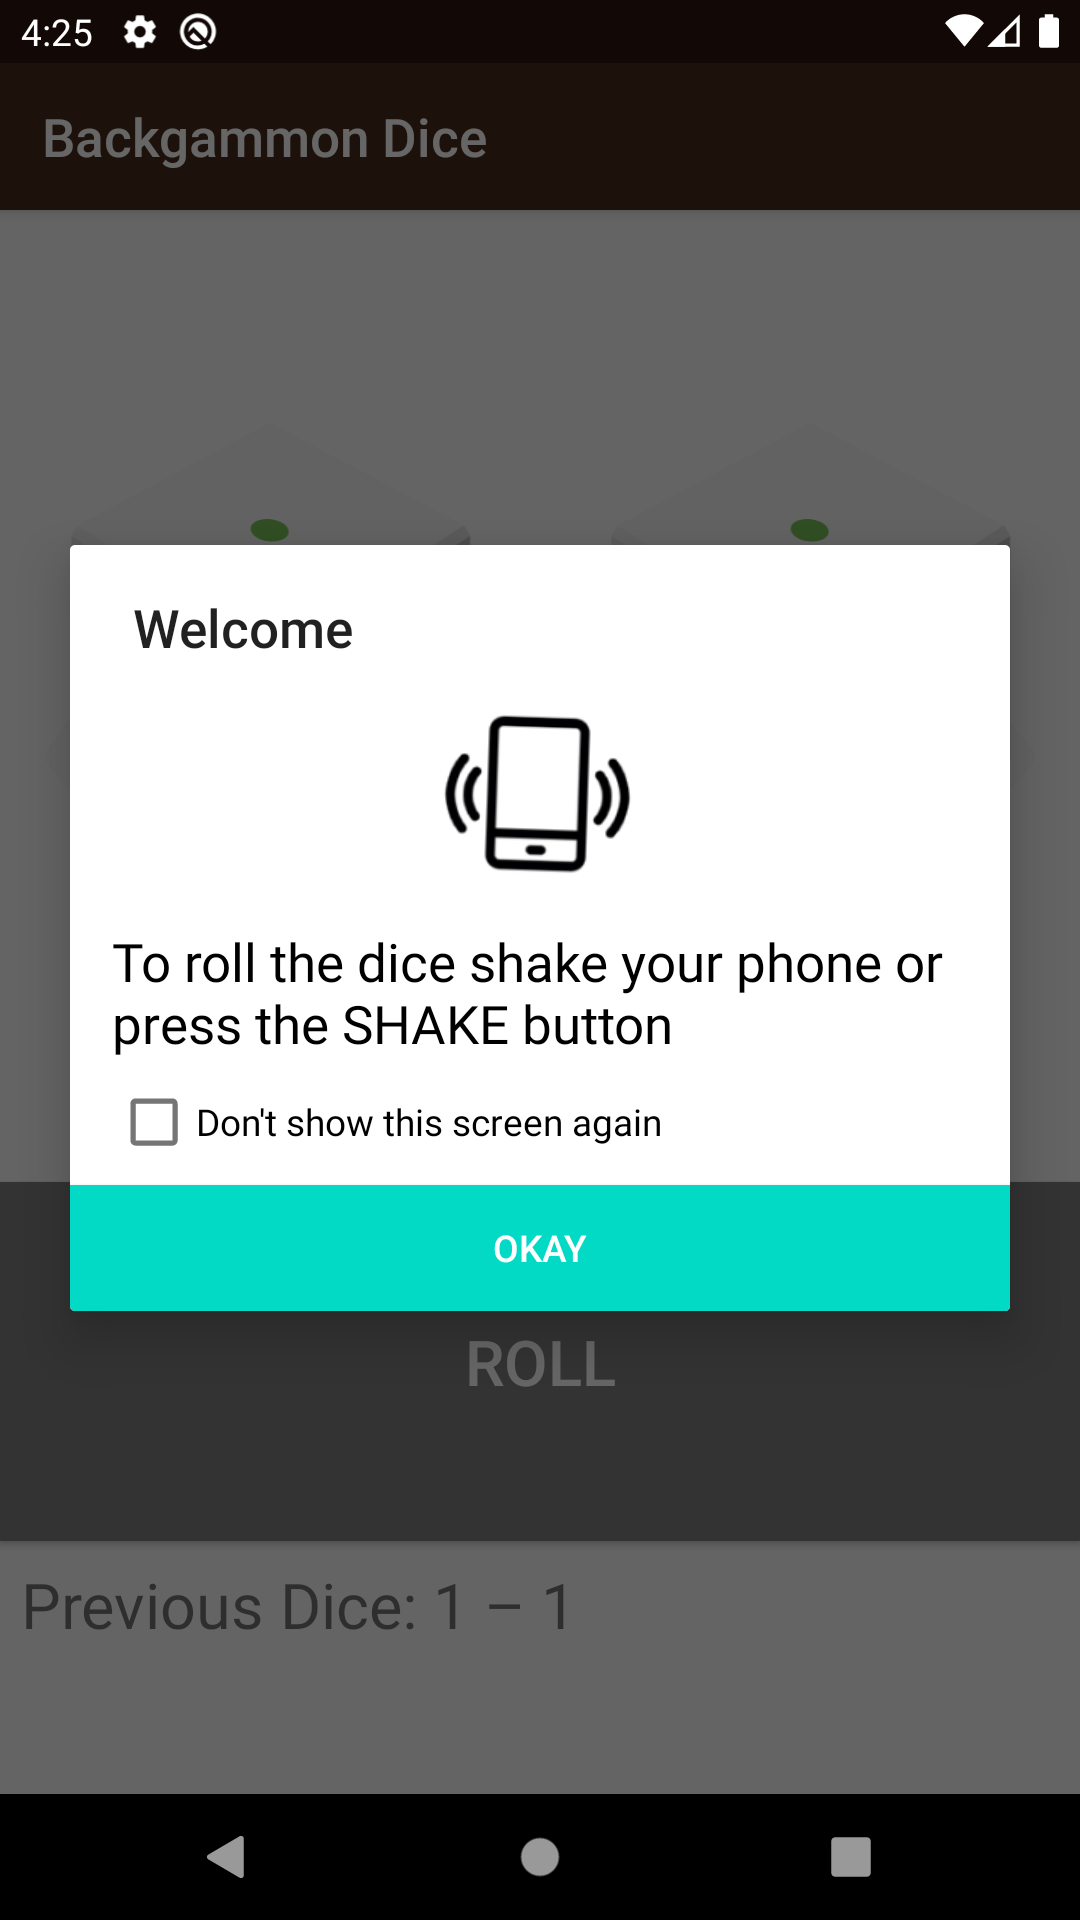 4:25
Backgammon Dice
Welcome
To roll the dice shake your phone or
press the SHAKE button
Don't show this screen again
OKAY
ROLL
Previous Dice: 1 – 1